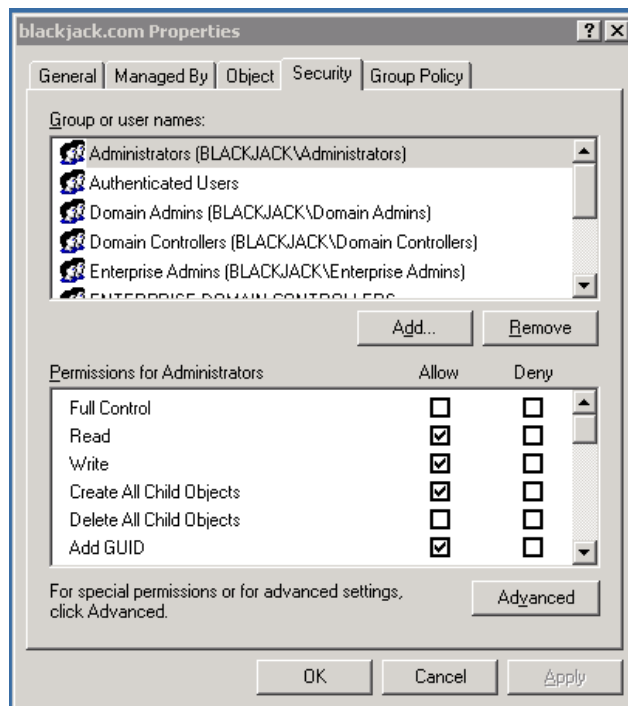 blackjack.com Properties
General Managed By Object Security Group Policy
Group or user names:
Administrators (BLACKJACK\Administrators)
Authenticated Users
Domain Admins (BLACKJACK\Domain Admins)
Domain Controllers (BLACKJACK\Domain Controllers)
Enterprise Admins (BLACKJACK\Enterprise Admins)
ENTERPRISE DOMAIN CONTROLLERS
Add... Remove
Permissions for Administrators Allow Deny
Full Control
Read
Write
Create All Child Objects
Delete All Child Objects
Add GUID
For special permissions or for advanced settings,
click Advanced.
Advanced
OK Cancel Apply